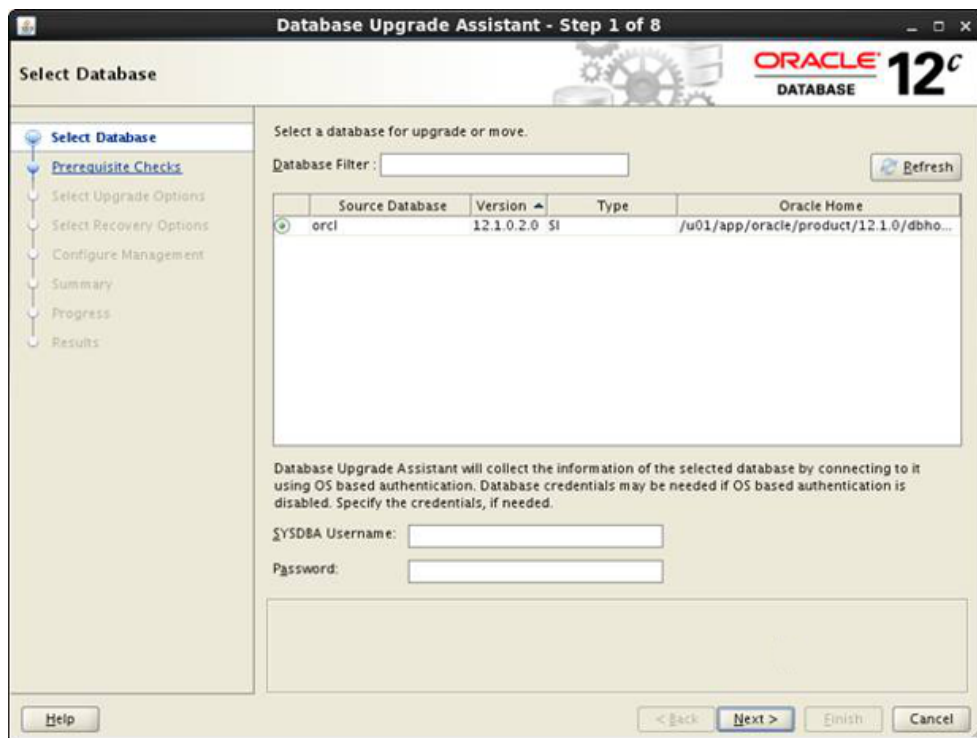 Database Upgrade Assistant - Step 1 of 8
Select Database
ORACLE
DATABASE
12c
Select Database
Prerequisite Checks
Select Upgrade Options
Select Recovery Options
Configure Management
Summary
Progress
Results
Select a database for upgrade or move.
Database Filter :
Refresh
Source Database Version Type Oracle Home
orcl 12.1.0.2.0 SI /u01/app/oracle/product/12.1.0/dbho...
Database Upgrade Assistant will collect the information of the selected database by connecting to it
using OS based authentication. Database credentials may be needed if OS based authentication is
disabled. Specify the credentials, if needed.
SYSDBA Username:
Password:
Help < Back Next > Finish Cancel